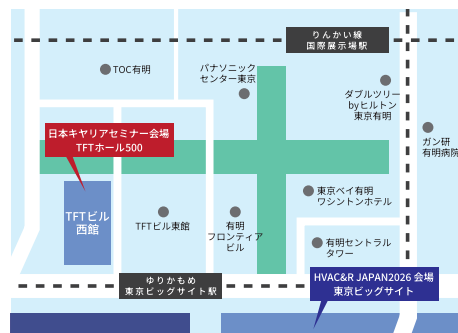 りんかい線
国際展示場駅
TOC有明
パナソニック
センター東京
ダブルツリー
byヒルトン
東京有明
ガン研
有明病院
日本キャリアセミナー会場
TFTホール500
TFTビル
西館
TFTビル東館
有明
フロンティア
ビル
東京ベイ有明
ワシントンホテル
有明セントラル
タワー
ゆりかもめ
東京ビッグサイト駅
HVAC&R JAPAN2026 会場
東京ビッグサイト